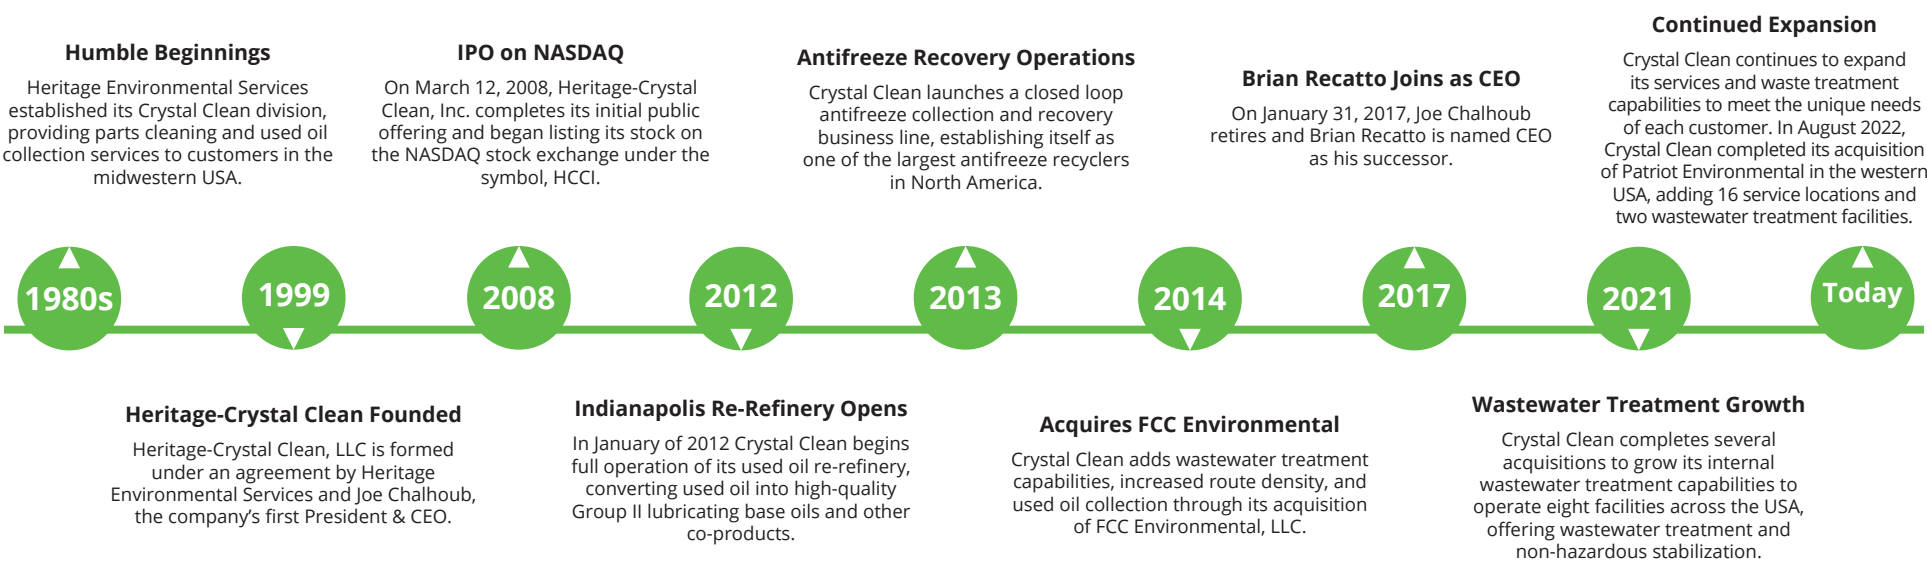 Humble Beginnings
Heritage Environmental Services
established its Crystal Clean division,
providing parts cleaning and used oil
collection services to customers in the
midwestern USA.
IPO on NASDAQ
On March 12, 2008, Heritage-Crystal
Clean, Inc. completes its initial public
offering and began listing its stock on
the NASDAQ stock exchange under the
symbol, HCCI.
Antifreeze Recovery Operations
Crystal Clean launches a closed loop
antifreeze collection and recovery
business line, establishing itself as
one of the largest antifreeze recyclers
in North America.
Brian Recatto Joins as CEO
On January 31, 2017, Joe Chalhoub
retires and Brian Recatto is named CEO
as his successor.
Continued Expansion
Crystal Clean continues to expand
its services and waste treatment
capabilities to meet the unique needs
of each customer. In August 2022,
Crystal Clean completed its acquisition
of Patriot Environmental in the western
USA, adding 16 service locations and
two wastewater treatment facilities.
1980s
1999
2008
2012
2013
2014
2017
2021
Today
Heritage-Crystal Clean Founded
Heritage-Crystal Clean, LLC is formed
under an agreement by Heritage
Environmental Services and Joe Chalhoub,
the company’s first President & CEO.
Indianapolis Re-Refinery Opens
In January of 2012 Crystal Clean begins
full operation of its used oil re-refinery,
converting used oil into high-quality
Group II lubricating base oils and other
co-products.
Acquires FCC Environmental
Crystal Clean adds wastewater treatment
capabilities, increased route density, and
used oil collection through its acquisition
of FCC Environmental, LLC.
Wastewater Treatment Growth
Crystal Clean completes several
acquisitions to grow its internal
wastewater treatment capabilities to
operate eight facilities across the USA,
offering wastewater treatment and
non-hazardous stabilization.